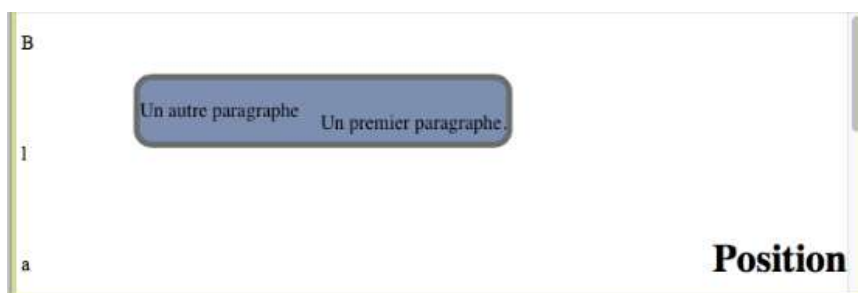 B
Un autre paragraphe
Un premier paragraphe.
l
a
Position